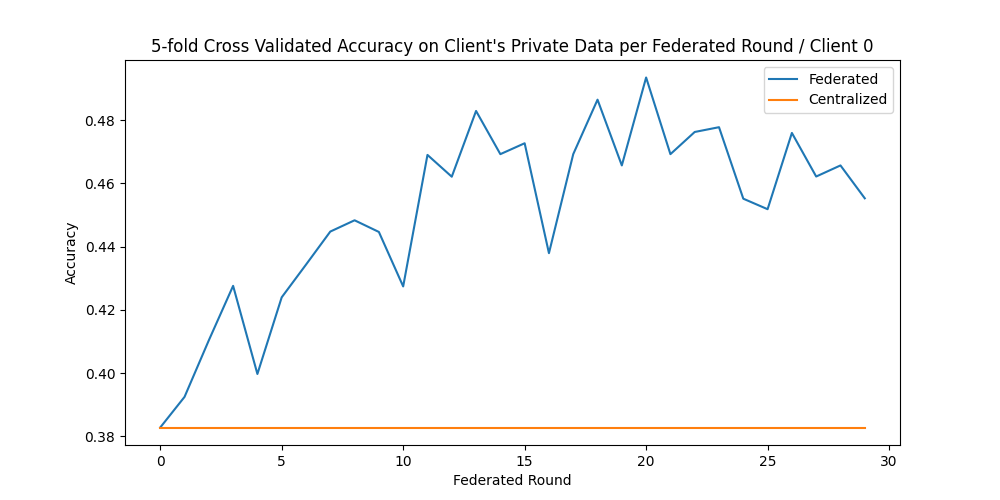 5-fold Cross Validated Accuracy on Client's Private Data per Federated Round / Client 0
Federated
Centralized
0.48
0.46
0.44
0.42
0.40
0.38
Accuracy
0 5 10 15 20 25 30
Federated Round